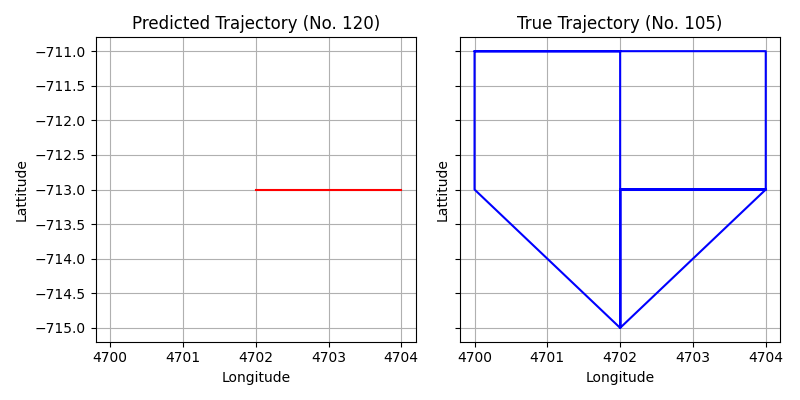 Predicted Trajectory (No. 120)
True Trajectory (No. 105)
Lattitude
−711.0
−711.5
−712.0
−712.5
−713.0
−713.5
−714.0
−714.5
−715.0
4700 4701 4702 4703 4704
Longitude
Lattitude
4700 4701 4702 4703 4704
Longitude